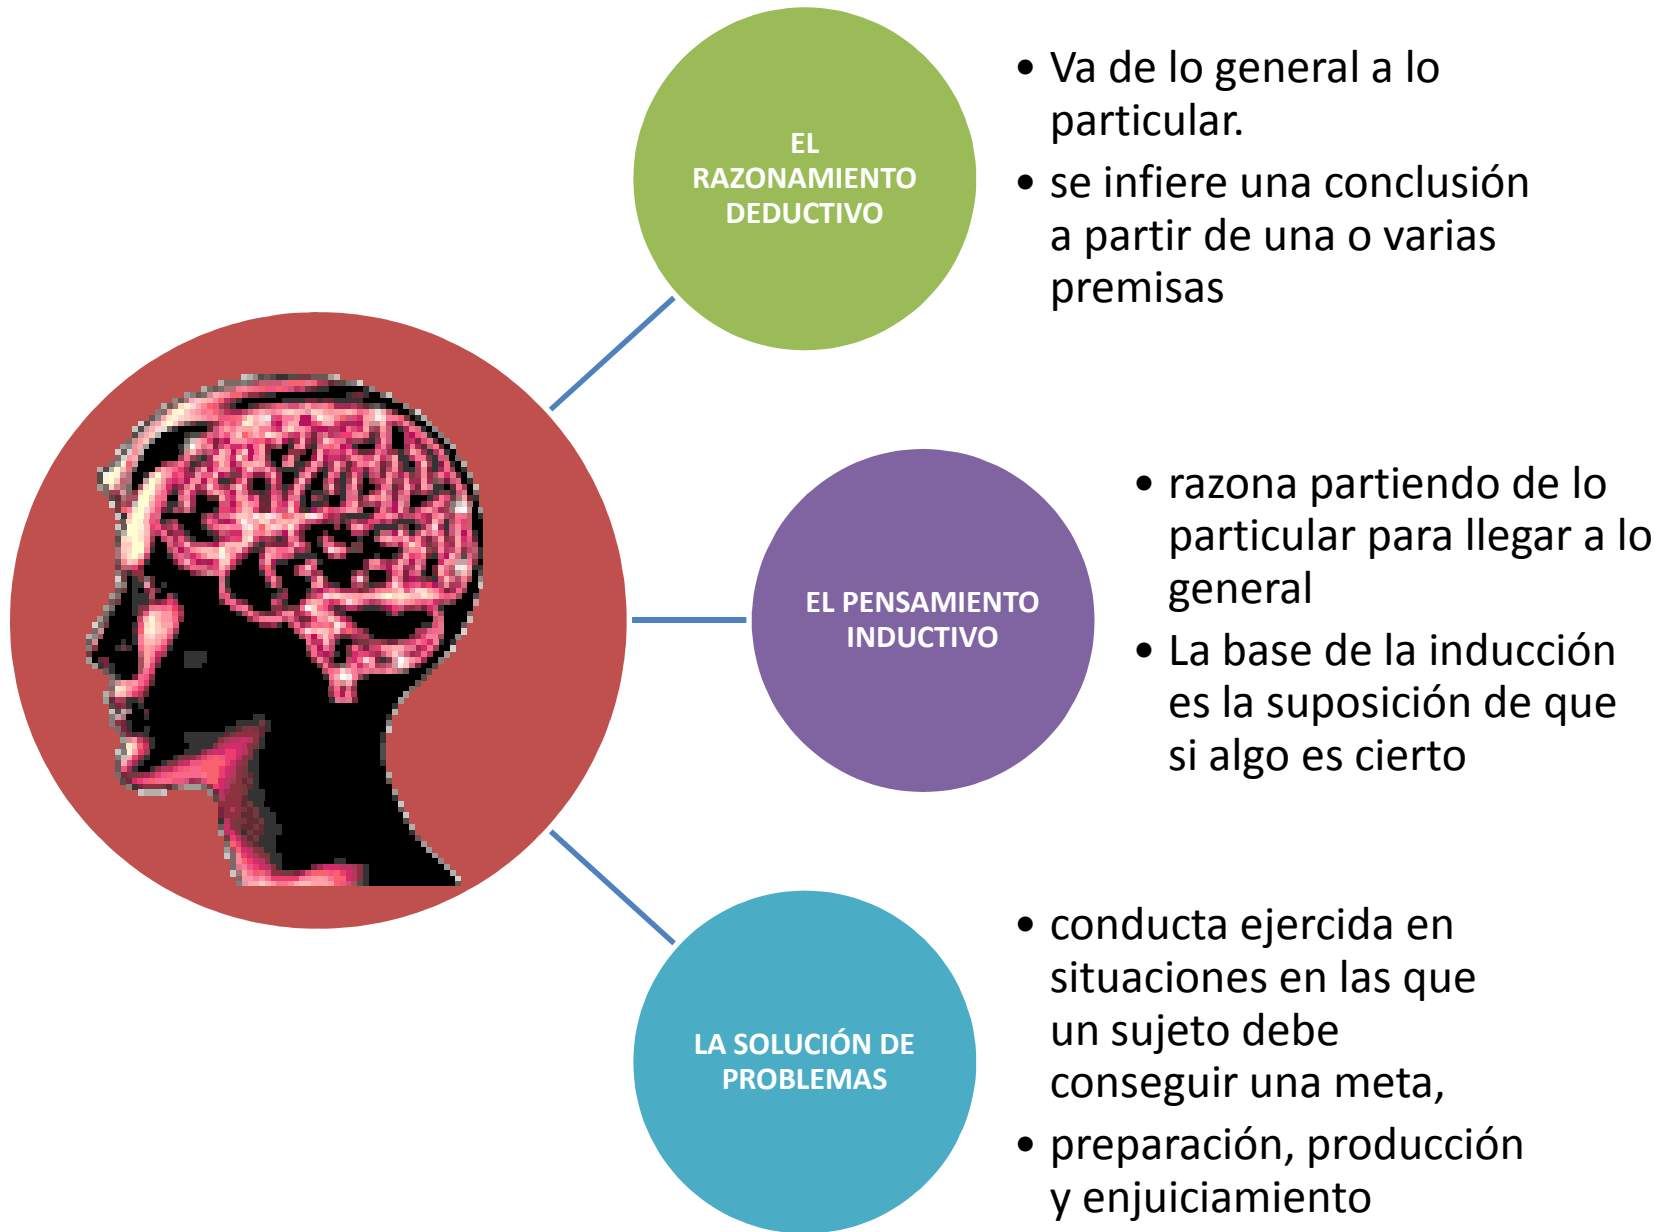 EL
RAZONAMIENTO
DEDUCTIVO
• Va de lo general a lo
particular.
• se infiere una conclusión
a partir de una o varias
premisas
EL PENSAMIENTO
INDUCTIVO
• razona partiendo de lo
particular para llegar a lo
general
• La base de la inducción
es la suposición de que
si algo es cierto
LA SOLUCIÓN DE
PROBLEMAS
• conducta ejercida en
situaciones en las que
un sujeto debe
conseguir una meta,
• preparación, producción
y enjuiciamiento